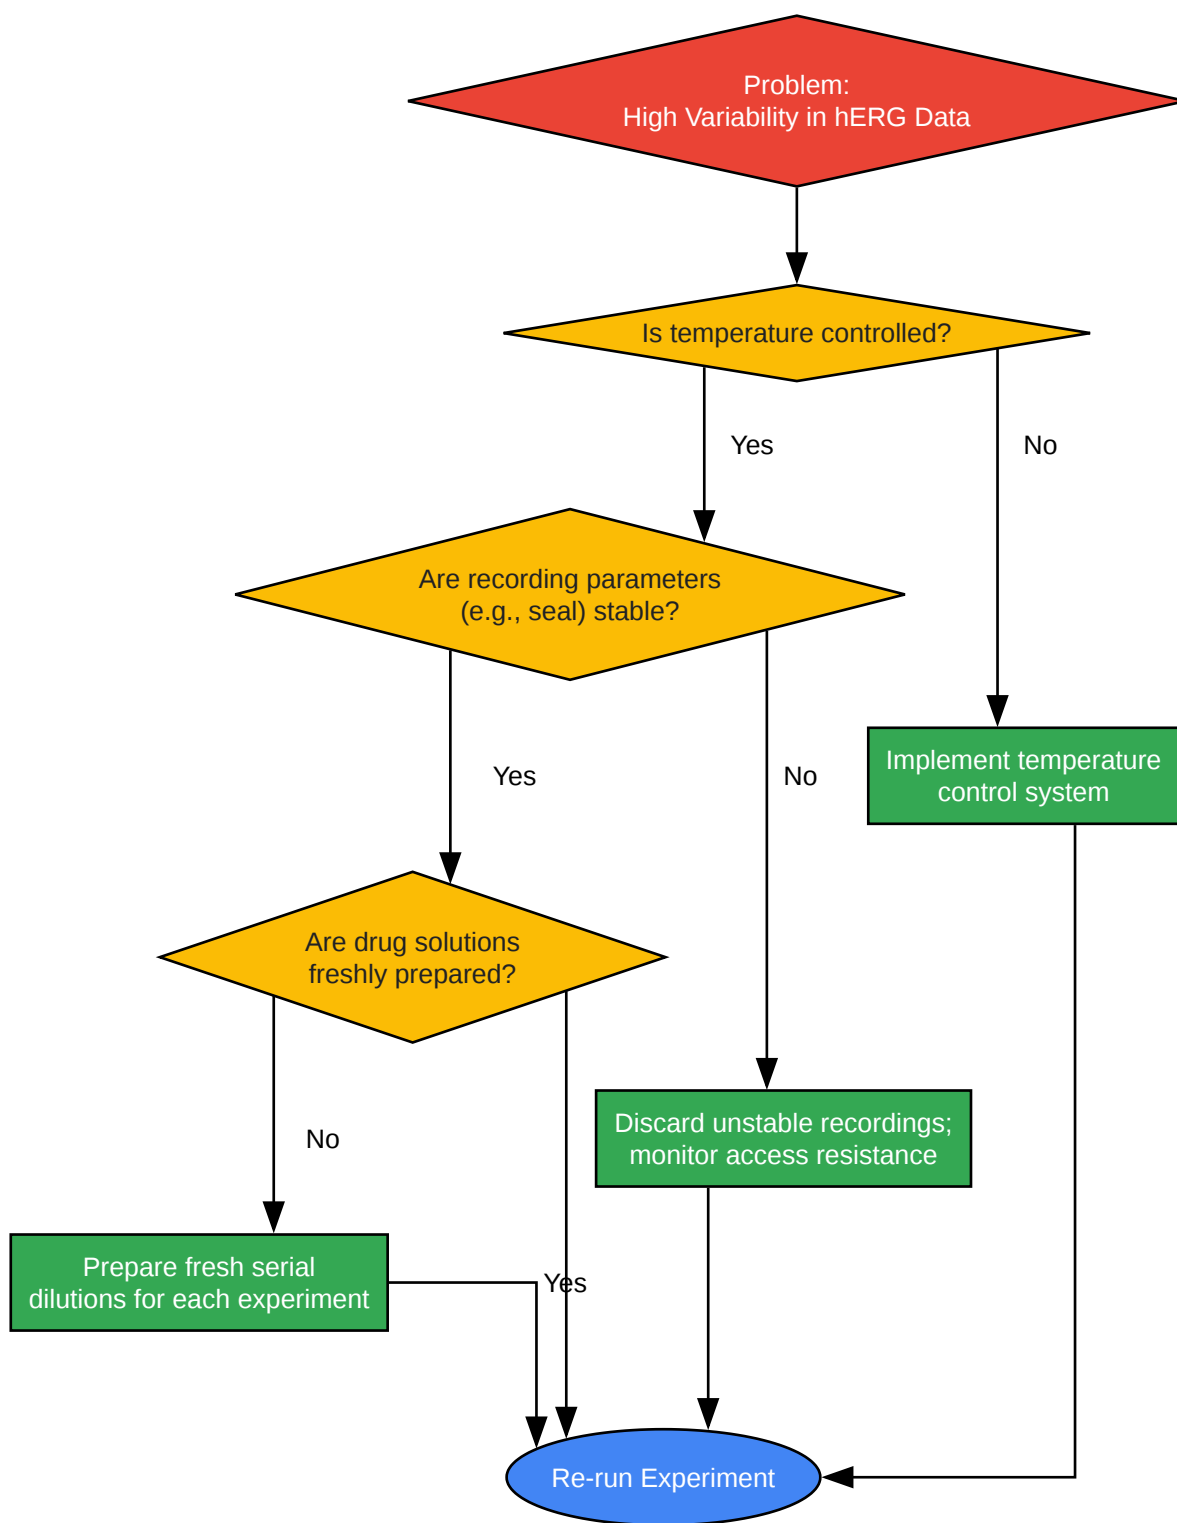 Problem:
High Variability in hERG Data
Is temperature controlled?
Yes
No
Are recording parameters
(e.g., seal) stable?
Yes
No
Implement temperature
control system
Are drug solutions
freshly prepared?
No
Discard unstable recordings;
monitor access resistance
Prepare fresh serial
dilutions for each experiment
Yes
Re-run Experiment